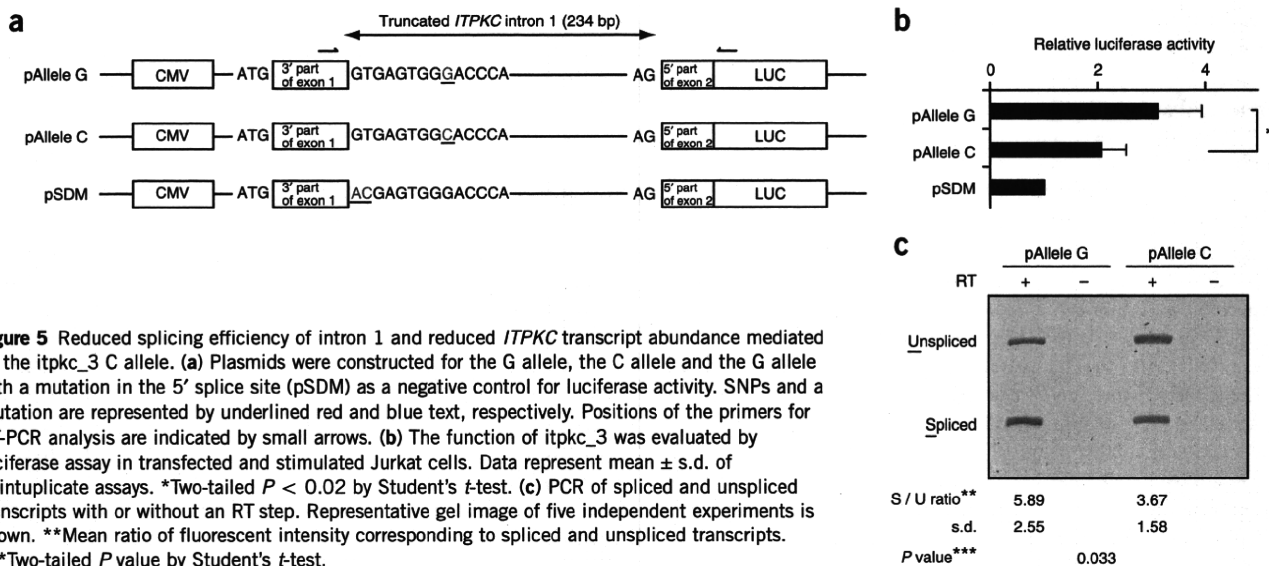 a
Truncated ITPKC intron 1 (234 bp)
pAllele G CMV ATG 3′ part of exon 1 GTGAGTGGGACCCA AG 5′ part of exon 2 LUC
pAllele C CMV ATG 3′ part of exon 1 GTGAGTGGCACCCA AG 5′ part of exon 2 LUC
pSDM CMV ATG 3′ part of exon 1 ACGAGTGGGACCCA AG 5′ part of exon 2 LUC
b
Relative luciferase activity
0 2 4
pAllele G
pAllele C
pSDM
c
pAllele G pAllele C
RT + − + −
Unspliced
Spliced
S / U ratio** 5.89 3.67
s.d. 2.55 1.58
P value*** 0.033
gure 5 Reduced splicing efficiency of intron 1 and reduced ITPKC transcript abundance mediated
the itpkc_3 C allele. (a) Plasmids were constructed for the G allele, the C allele and the G allele
th a mutation in the 5′ splice site (pSDM) as a negative control for luciferase activity. SNPs and a
utation are represented by underlined red and blue text, respectively. Positions of the primers for
-PCR analysis are indicated by small arrows. (b) The function of itpkc_3 was evaluated by
ciferase assay in transfected and stimulated Jurkat cells. Data represent mean ± s.d. of
intuplicate assays. *Two-tailed P < 0.02 by Student's t-test. (c) PCR of spliced and unspliced
nscripts with or without an RT step. Representative gel image of five independent experiments is
own. **Mean ratio of fluorescent intensity corresponding to spliced and unspliced transcripts.
*Two-tailed P value by Student's t-test.